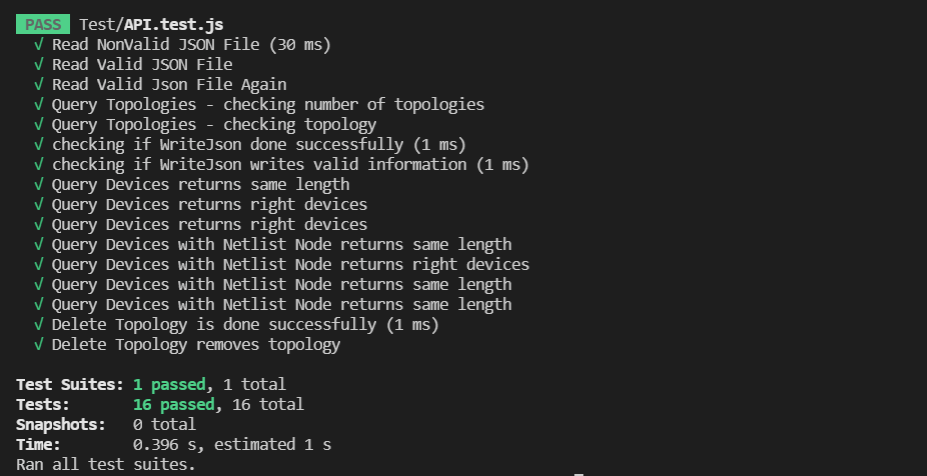 PASS Test/API.test.js
√ Read NonValid JSON File (30 ms)
√ Read Valid JSON File
√ Read Valid Json File Again
√ Query Topologies - checking number of topologies
√ Query Topologies - checking topology
√ checking if WriteJson done successfully (1 ms)
√ checking if WriteJson writes valid information (1 ms)
√ Query Devices returns same length
√ Query Devices returns right devices
√ Query Devices returns right devices
√ Query Devices with Netlist Node returns same length
√ Query Devices with Netlist Node returns right devices
√ Query Devices with Netlist Node returns same length
√ Query Devices with Netlist Node returns same length
√ Delete Topology is done successfully (1 ms)
√ Delete Topology removes topology
Test Suites: 1 passed, 1 total
Tests: 16 passed, 16 total
Snapshots: 0 total
Time: 0.396 s, estimated 1 s
Ran all test suites.